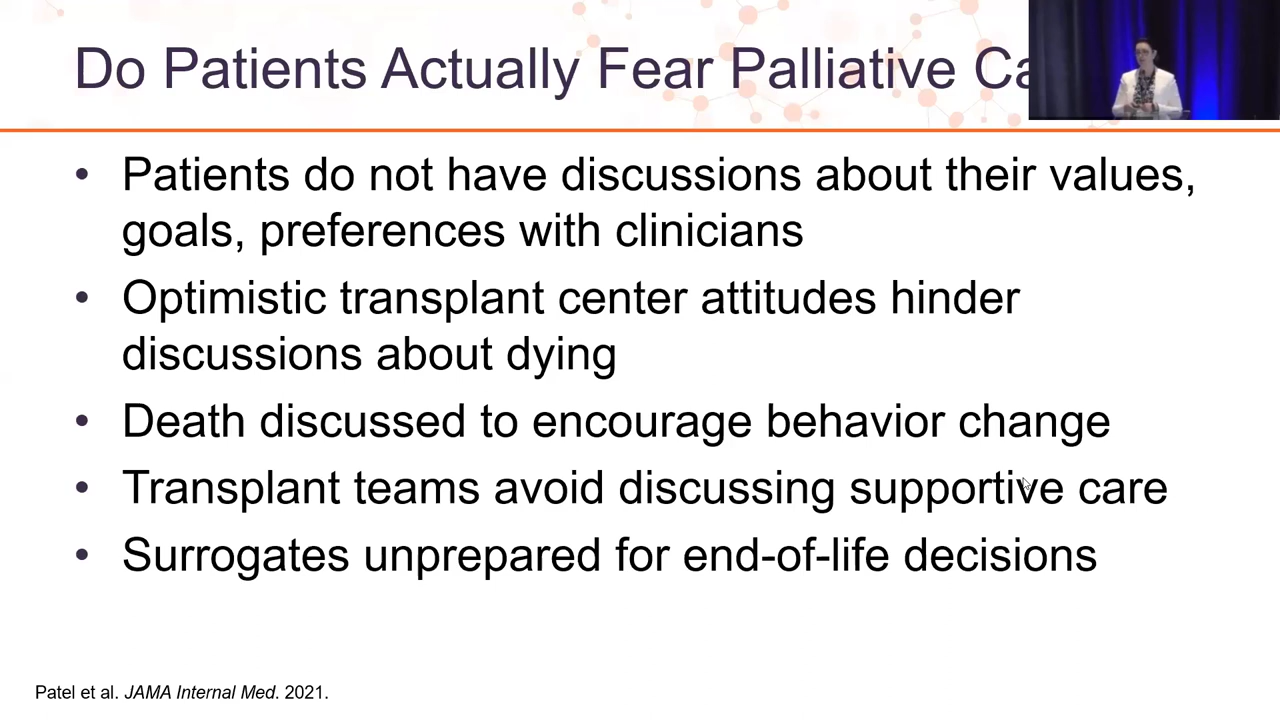 Do Patients Actually Fear Palliative
• Patients do not have discussions about their values,
goals, preferences with clinicians
• Optimistic transplant center attitudes hinder
discussions about dying
• Death discussed to encourage behavior change
• Transplant teams avoid discussing supportive care
• Surrogates unprepared for end-of-life decisions
Patel et al. JAMA Internal Med. 2021.